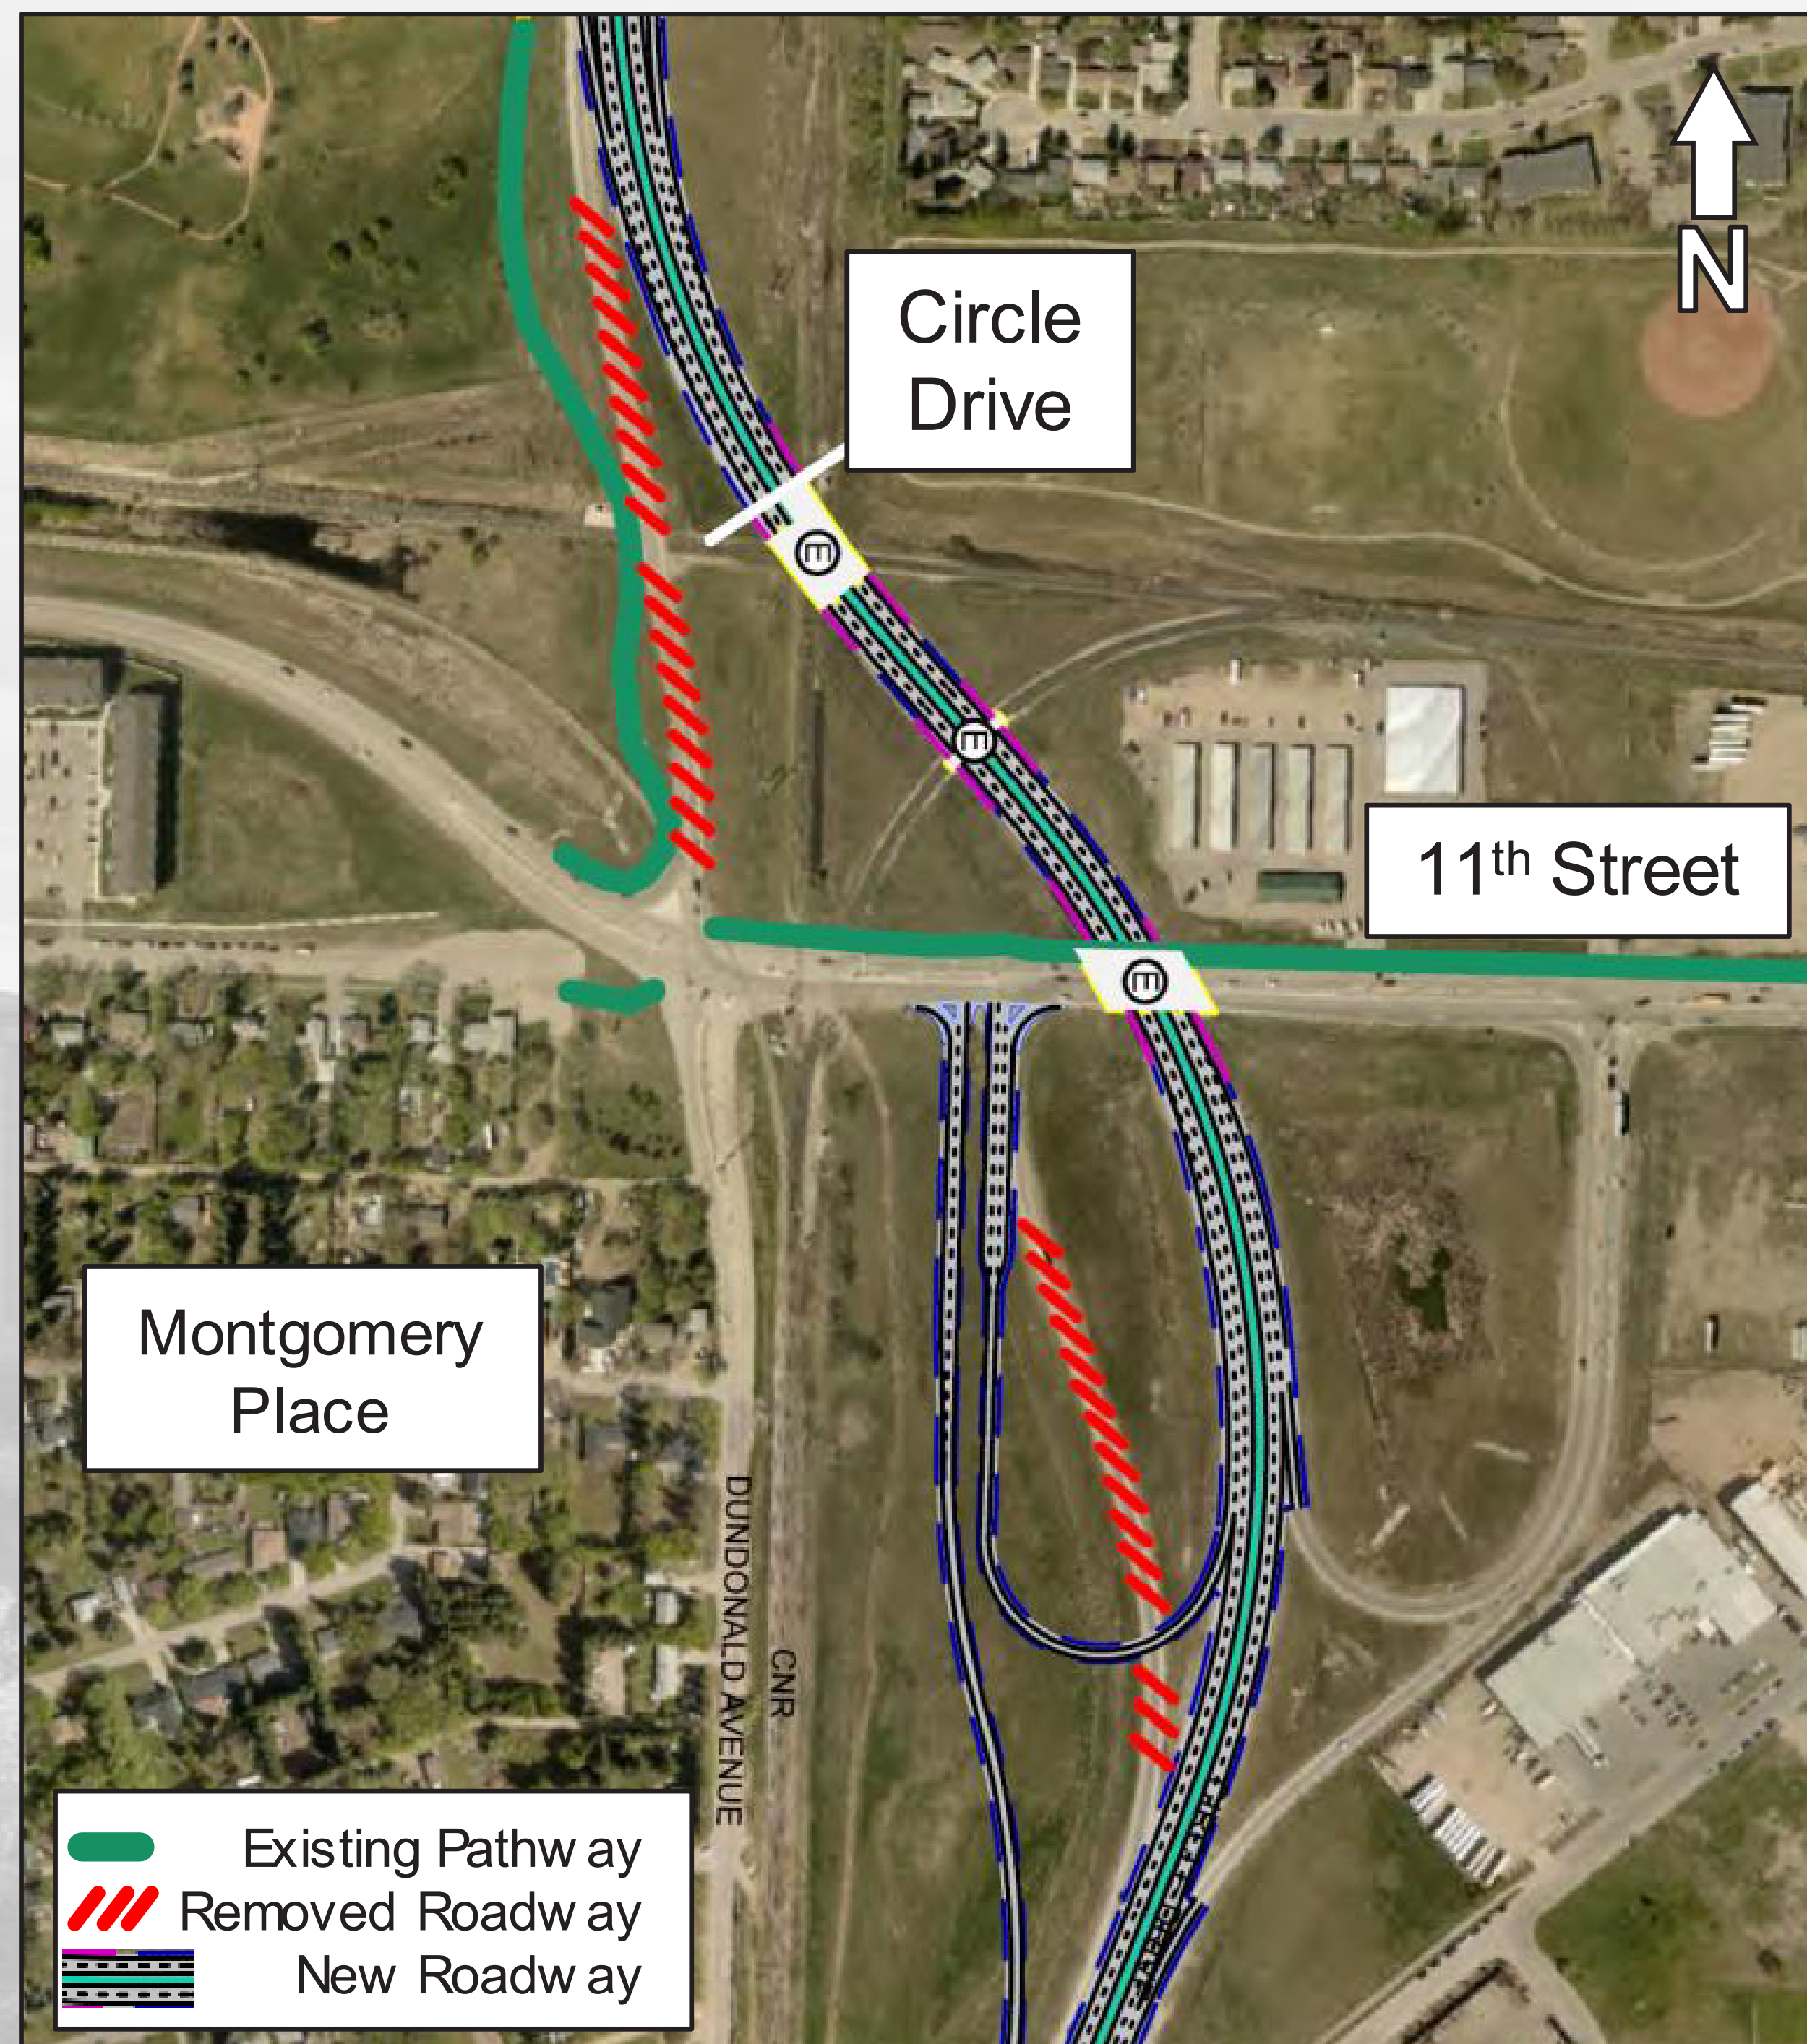 N
Circle
Drive
E
E
11th Street
E
Montgomery
Place
DUNDONALD AVENUE
CNR
Existing Pathway
Removed Roadway
New Roadway